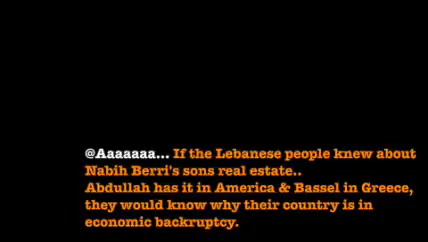 @Aaaaaaa... If the Lebanese people knew about
Nabih Berri's sons real estate..
Abdullah has it in America & Bassel in Greece,
they would know why their country is in
economic backruptcy.